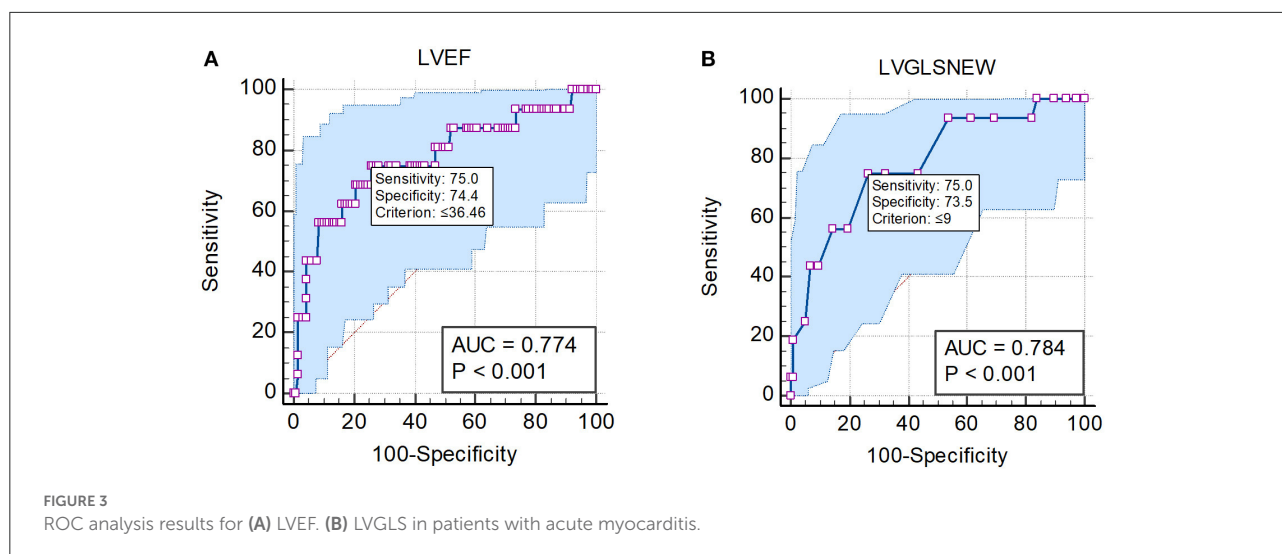 A
LVEF
100
80
60
40
20
0
Sensitivity
Sensitivity: 75.0
Specificity: 74.4
Criterion: ≤36.46
AUC = 0.774
P < 0.001
0 20 40 60 80 100
100-Specificity
B
LVGLSNEW
100
80
60
40
20
0
Sensitivity
Sensitivity: 75.0
Specificity: 73.5
Criterion: ≤9
AUC = 0.784
P < 0.001
0 20 40 60 80 100
100-Specificity
FIGURE 3
ROC analysis results for (A) LVEF. (B) LVGLS in patients with acute myocarditis.